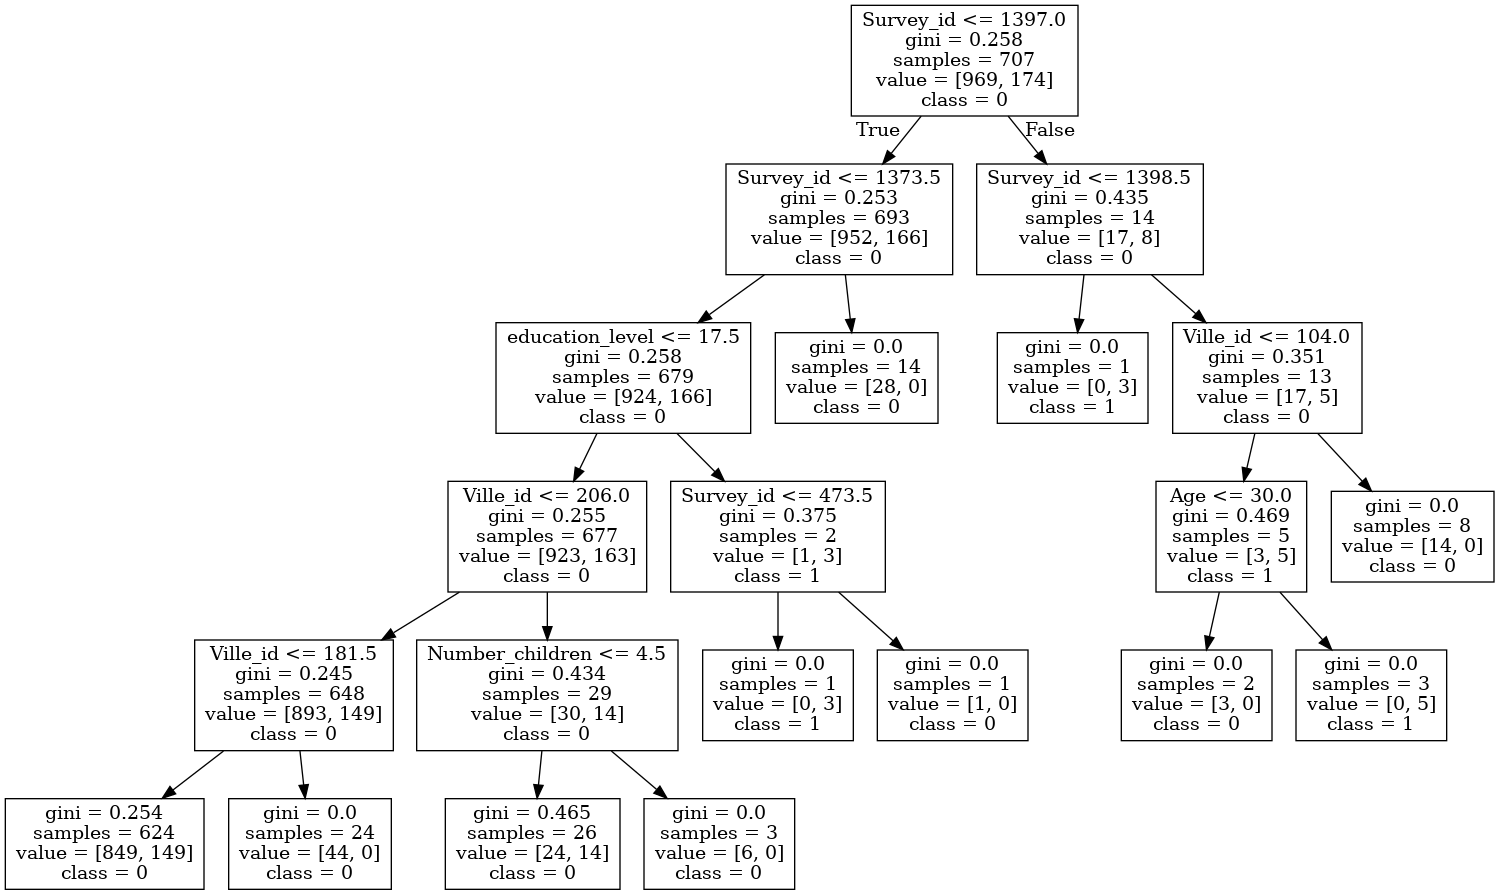 Survey_id <= 1397.0
gini = 0.258
samples = 707
value = [969, 174]
class = 0
True
False
Survey_id <= 1373.5
gini = 0.253
samples = 693
value = [952, 166]
class = 0
Survey_id <= 1398.5
gini = 0.435
samples = 14
value = [17, 8]
class = 0
education_level <= 17.5
gini = 0.258
samples = 679
value = [924, 166]
class = 0
gini = 0.0
samples = 14
value = [28, 0]
class = 0
gini = 0.0
samples = 1
value = [0, 3]
class = 1
Ville_id <= 104.0
gini = 0.351
samples = 13
value = [17, 5]
class = 0
Ville_id <= 206.0
gini = 0.255
samples = 677
value = [923, 163]
class = 0
Survey_id <= 473.5
gini = 0.375
samples = 2
value = [1, 3]
class = 1
Age <= 30.0
gini = 0.469
samples = 5
value = [3, 5]
class = 1
gini = 0.0
samples = 8
value = [14, 0]
class = 0
Ville_id <= 181.5
gini = 0.245
samples = 648
value = [893, 149]
class = 0
Number_children <= 4.5
gini = 0.434
samples = 29
value = [30, 14]
class = 0
gini = 0.0
samples = 1
value = [0, 3]
class = 1
gini = 0.0
samples = 1
value = [1, 0]
class = 0
gini = 0.0
samples = 2
value = [3, 0]
class = 0
gini = 0.0
samples = 3
value = [0, 5]
class = 1
gini = 0.254
samples = 624
value = [849, 149]
class = 0
gini = 0.0
samples = 24
value = [44, 0]
class = 0
gini = 0.465
samples = 26
value = [24, 14]
class = 0
gini = 0.0
samples = 3
value = [6, 0]
class = 0